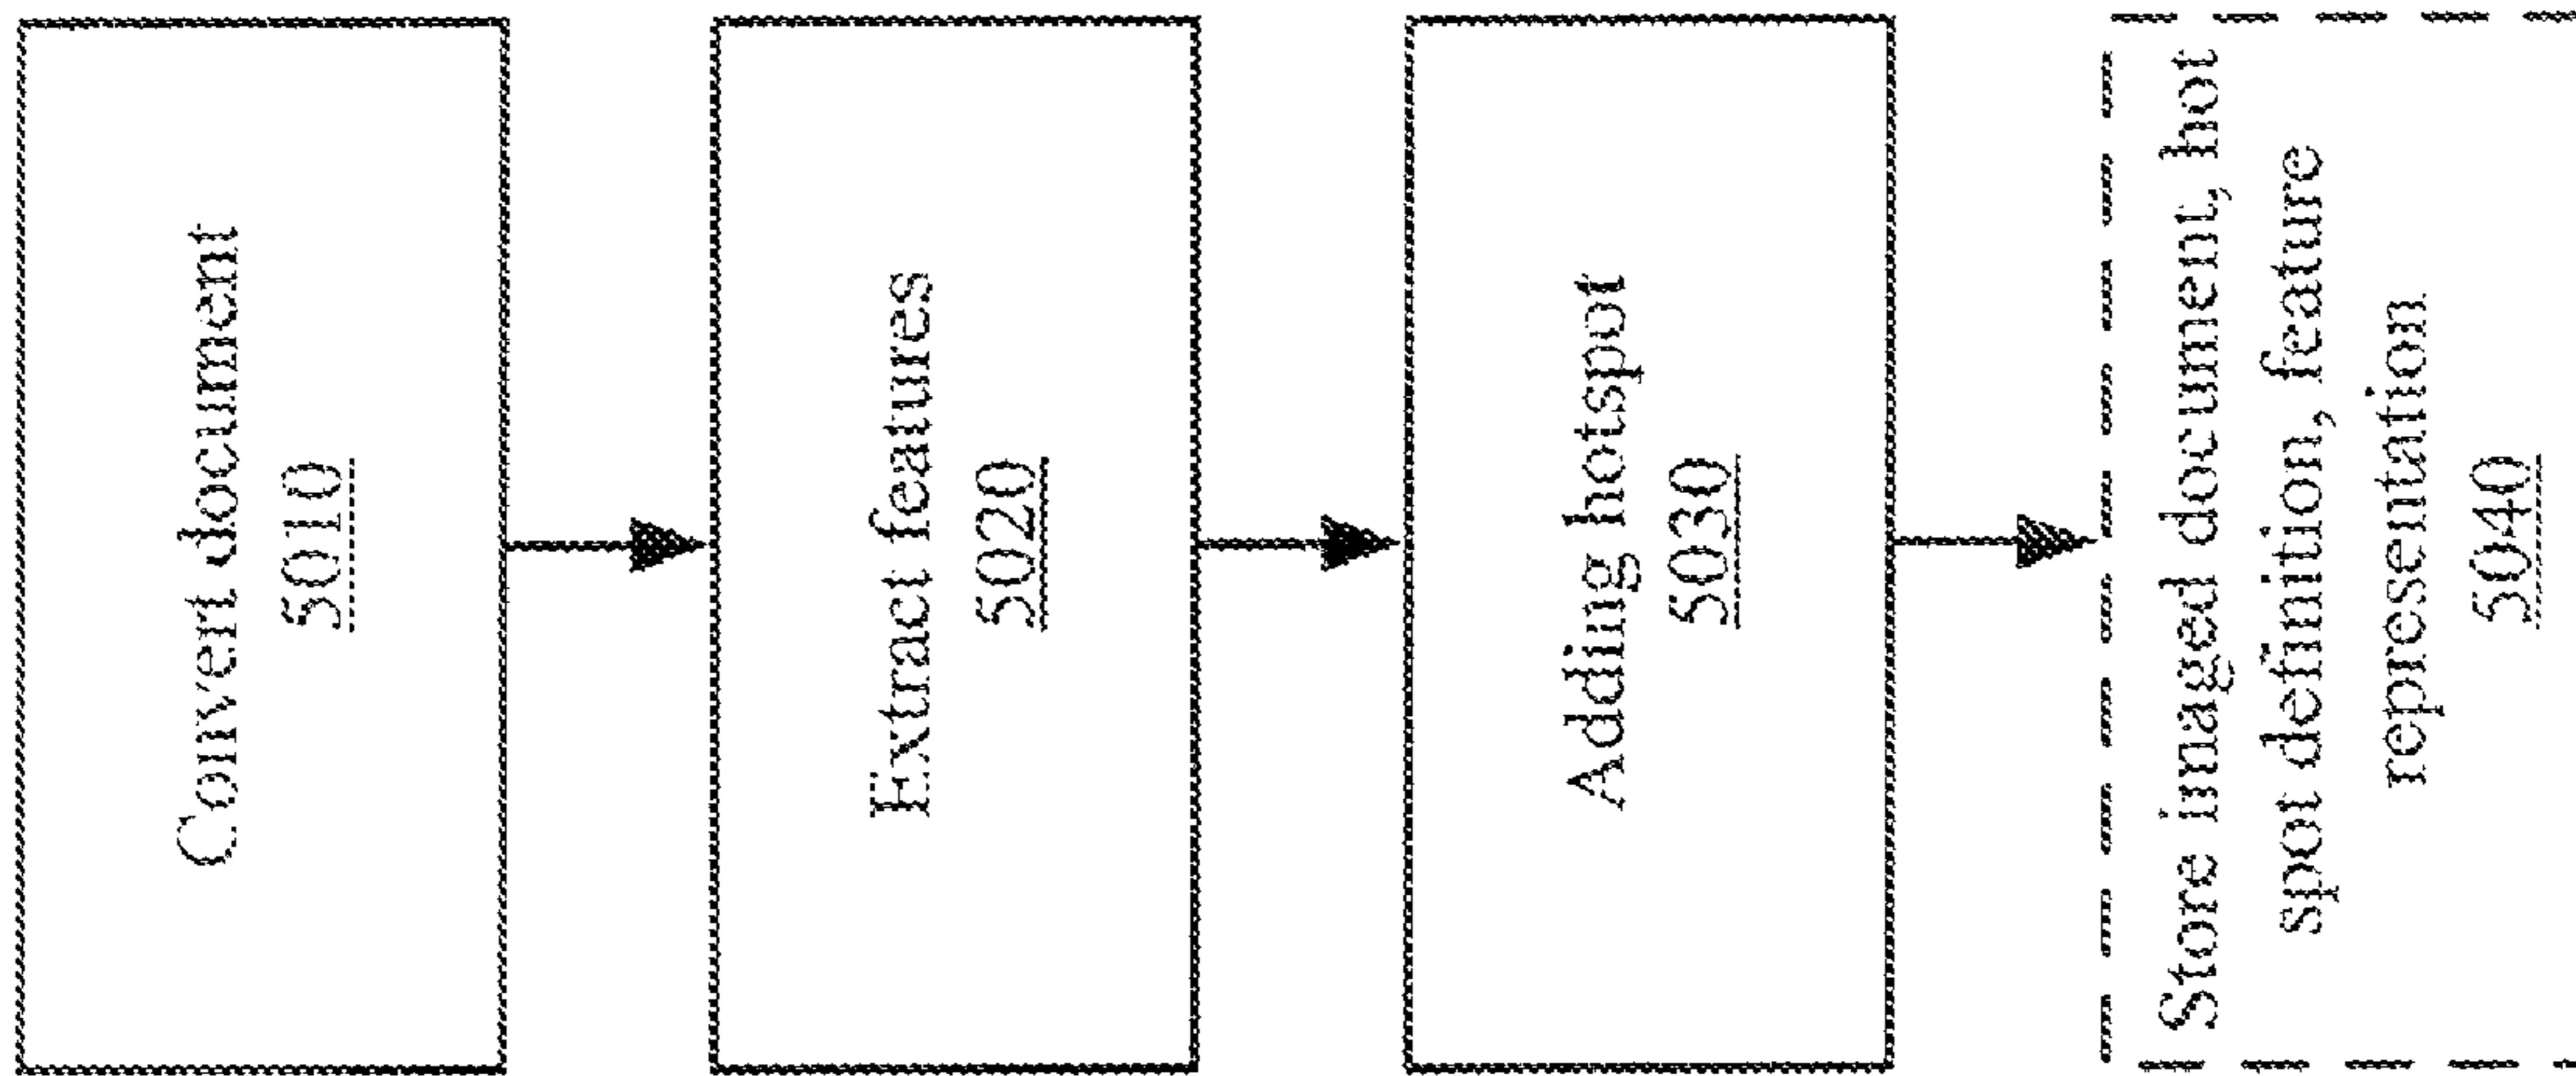 Convert document
5010
Extract features
5020
Adding hotspot
5030
Store imaged document, hot
spot definition, feature
representation
5040